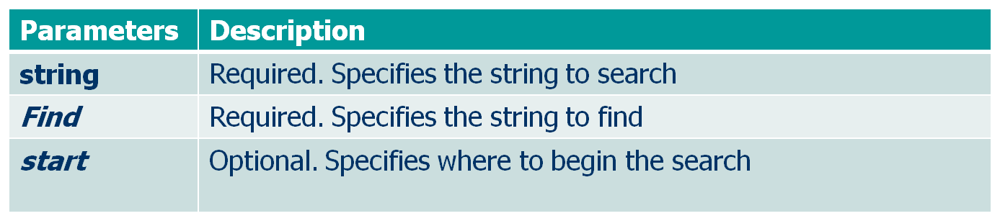 Parameters Description
string Required. Specifies the string to search
Find Required. Specifies the string to find
start Optional. Specifies where to begin the search